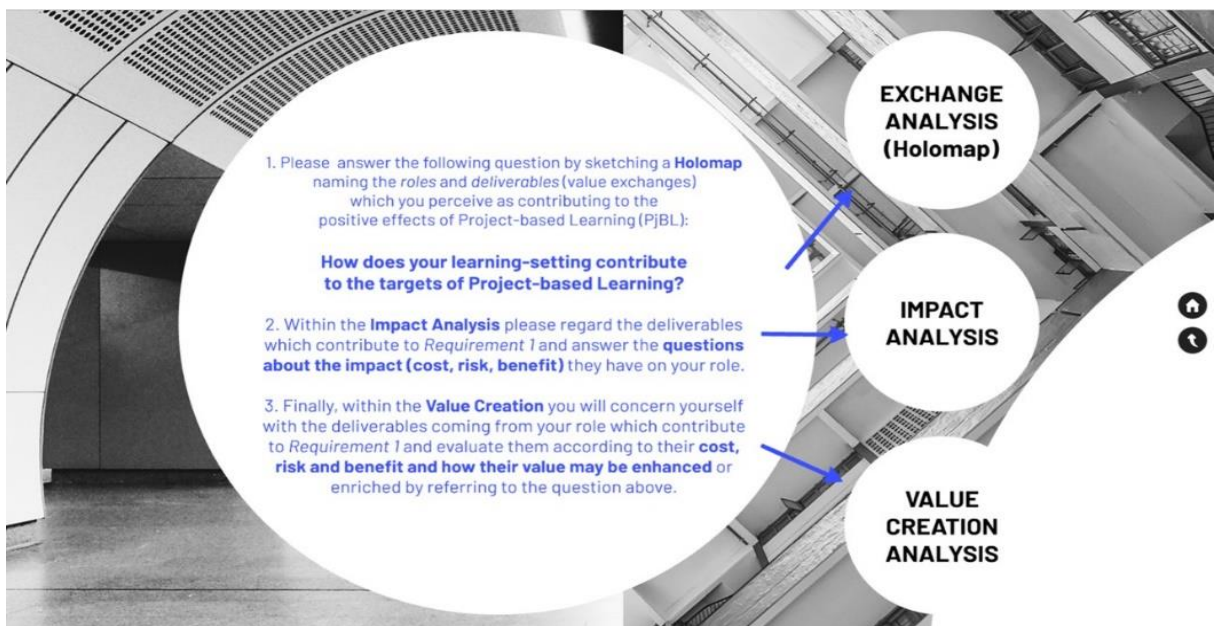 1. Please answer the following question by sketching a Holomap
naming the roles and deliverables (value exchanges)
which you perceive as contributing to the
positive effects of Project-based Learning (PjBL):
How does your learning-setting contribute
to the targets of Project-based Learning?
2. Within the Impact Analysis please regard the deliverables
which contribute to Requirement 1 and answer the questions
about the impact (cost, risk, benefit) they have on your role.
3. Finally, within the Value Creation you will concern yourself
with the deliverables coming from your role which contribute
to Requirement 1 and evaluate them according to their cost,
risk and benefit and how their value may be enhanced or
enriched by referring to the question above.
EXCHANGE
ANALYSIS
(Holomap)
IMPACT
ANALYSIS
VALUE
CREATION
ANALYSIS